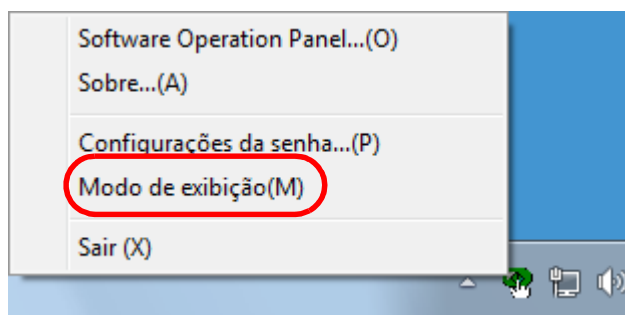 Software Operation Panel...(O)
Sobre...(A)
Configurações da senha...(P)
Modo de exibição(M)
Sair (X)